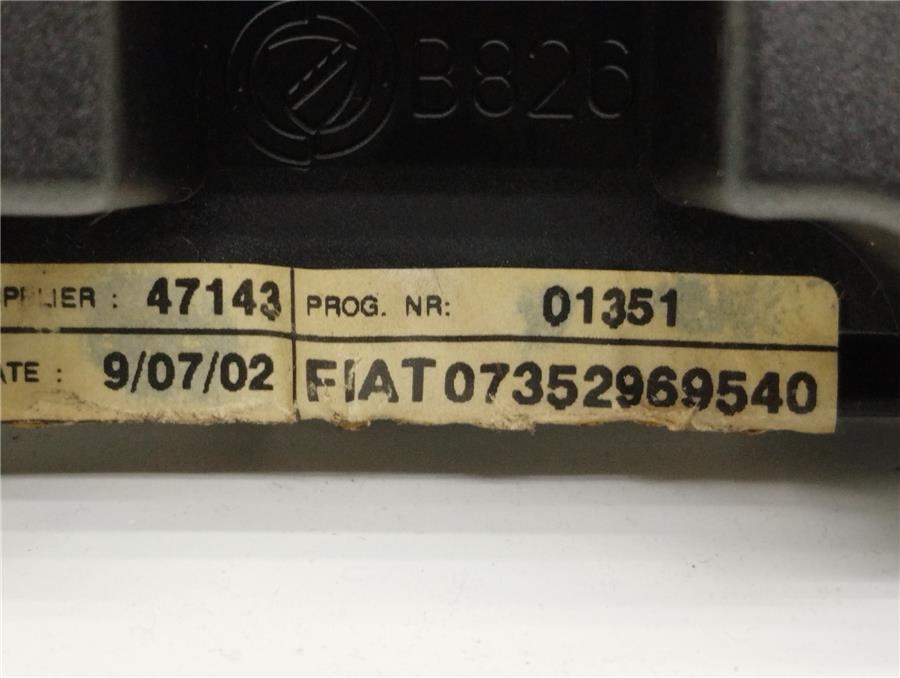 B826
PPLIER : 47143 PROG. NR: 01351
ATE : 9/07/02 FIAT07352969540